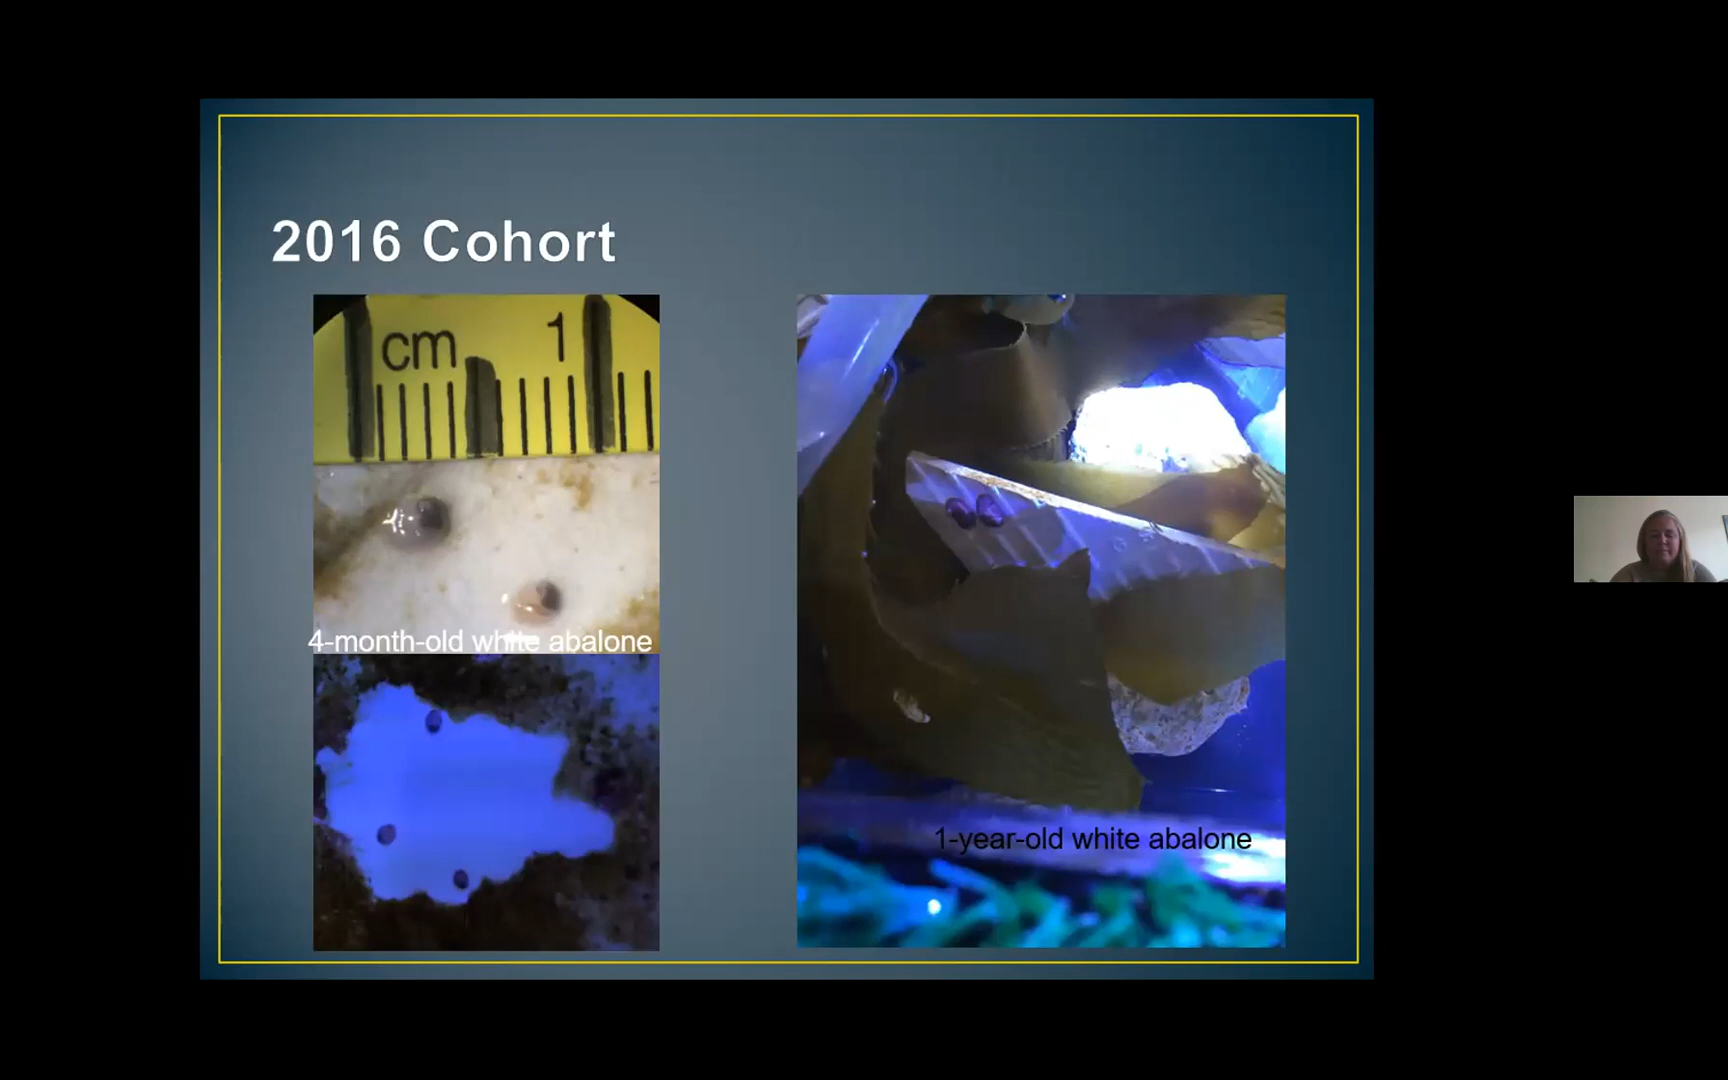 2016 Cohort
cm 1
4-month-old white abalone
1-year-old white abalone